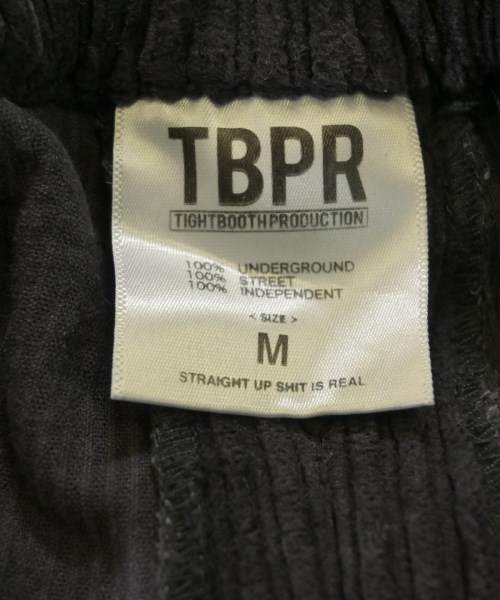 TBPR
TIGHTBOOTHPRODUCTION
100% UNDERGROUND
100% STREET
100% INDEPENDENT
< SIZE >
M
STRAIGHT UP SHIT IS REAL